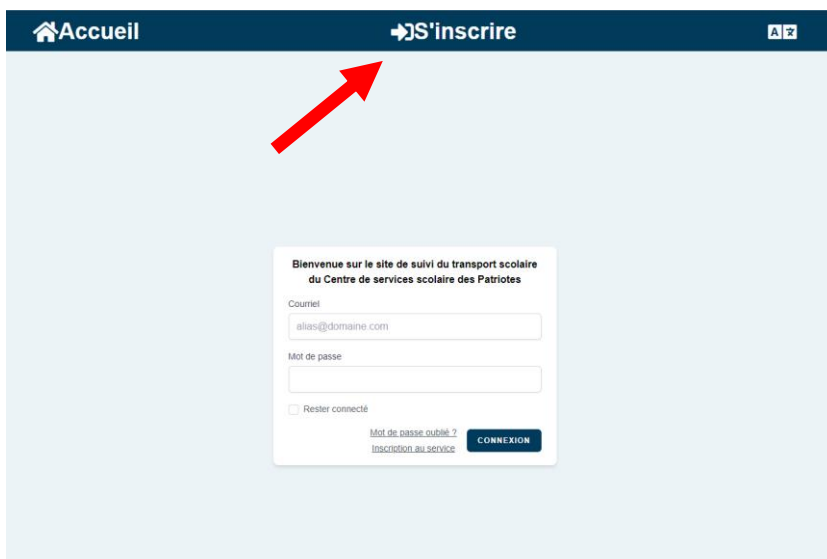 Accueil
S'inscrire
A 文
Bienvenue sur le site de suivi du transport scolaire
du Centre de services scolaire des Patriotes
Courriel
alias@domaine.com
Mot de passe
Rester connecté
Mot de passe oublié ?
Inscription au service
CONNEXION